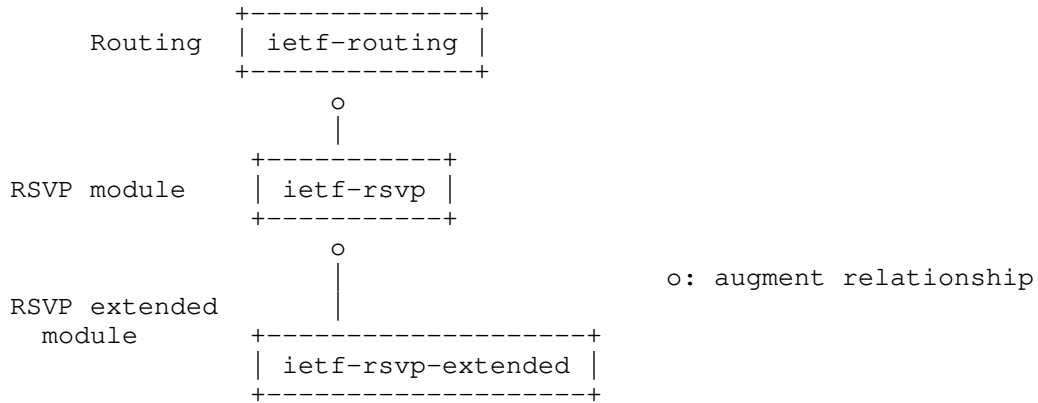 +--------------+
      Routing    | ietf-routing |
                 +--------------+
                        o
                        |
                  +-----------+
RSVP module       | ietf-rsvp |
                  +-----------+
                        o
                        |                        o: augment relationship
RSVP extended           |
  module          +--------------------+
                  | ietf-rsvp-extended |
                  +--------------------+